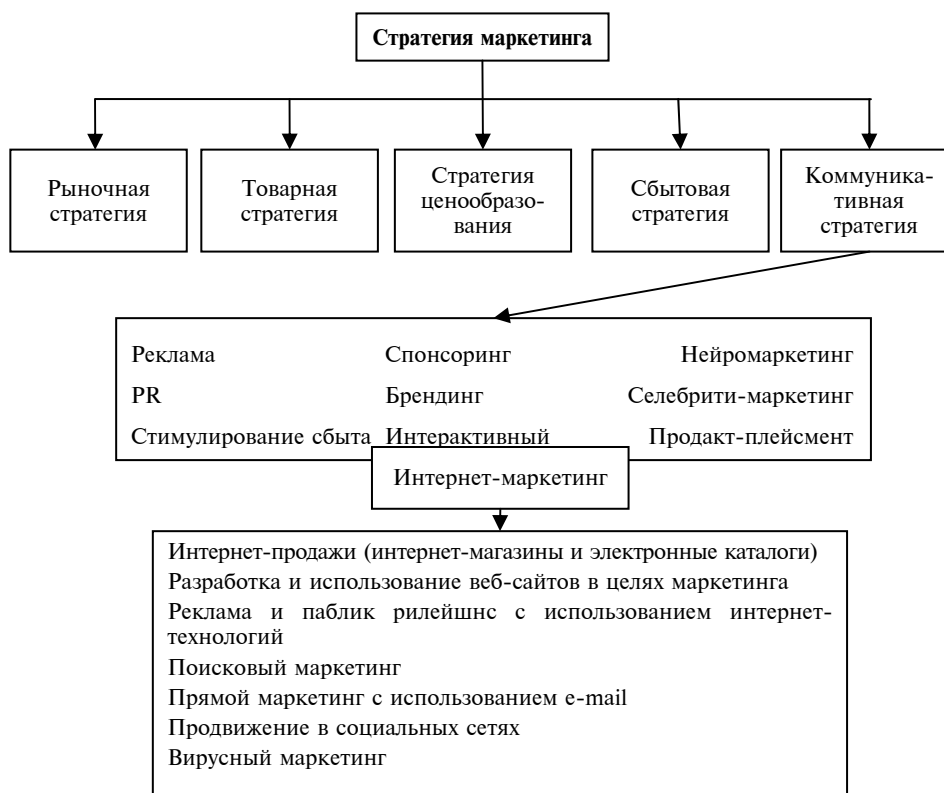 Стратегия маркетинга
Рыночная
стратегия
Товарная
стратегия
Стратегия
ценообразо-
вания
Сбытовая
стратегия
Коммуника-
тивная
стратегия
Реклама Спонсоринг Нейромаркетинг
PR Брендинг Селебрити-маркетинг
Стимулирование сбыта Интерактивный Продакт-плейсмент
Интернет-маркетинг
Интернет-продажи (интернет-магазины и электронные каталоги)
Разработка и использование веб-сайтов в целях маркетинга
Реклама и паблик рилейшнс с использованием интернет-
технологий
Поисковый маркетинг
Прямой маркетинг с использованием e-mail
Продвижение в социальных сетях
Вирусный маркетинг